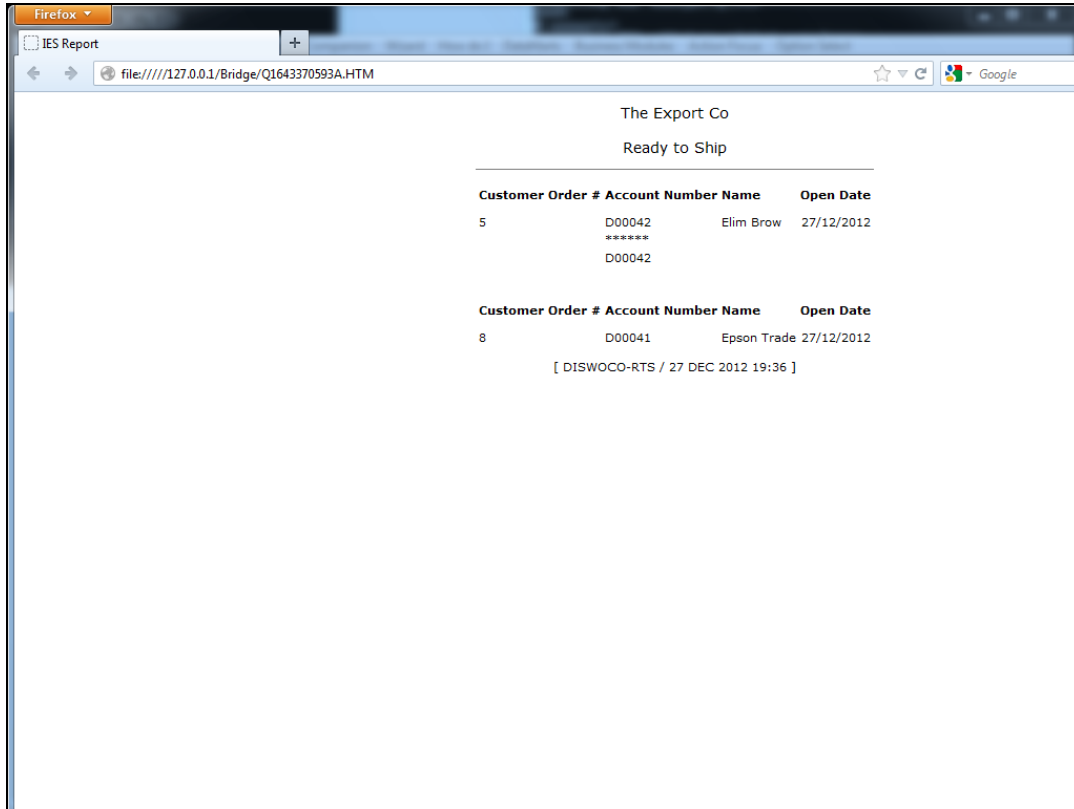 Firefox
IES Report
+
file://///127.0.0.1/Bridge/Q1643370593A.HTM
Google
The Export Co
Ready to Ship
Customer Order # Account Number Name Open Date
5 D00042 Elim Brow 27/12/2012
******
D00042
Customer Order # Account Number Name Open Date
8 D00041 Epson Trade 27/12/2012
[ DISWOCO-RTS / 27 DEC 2012 19:36 ]